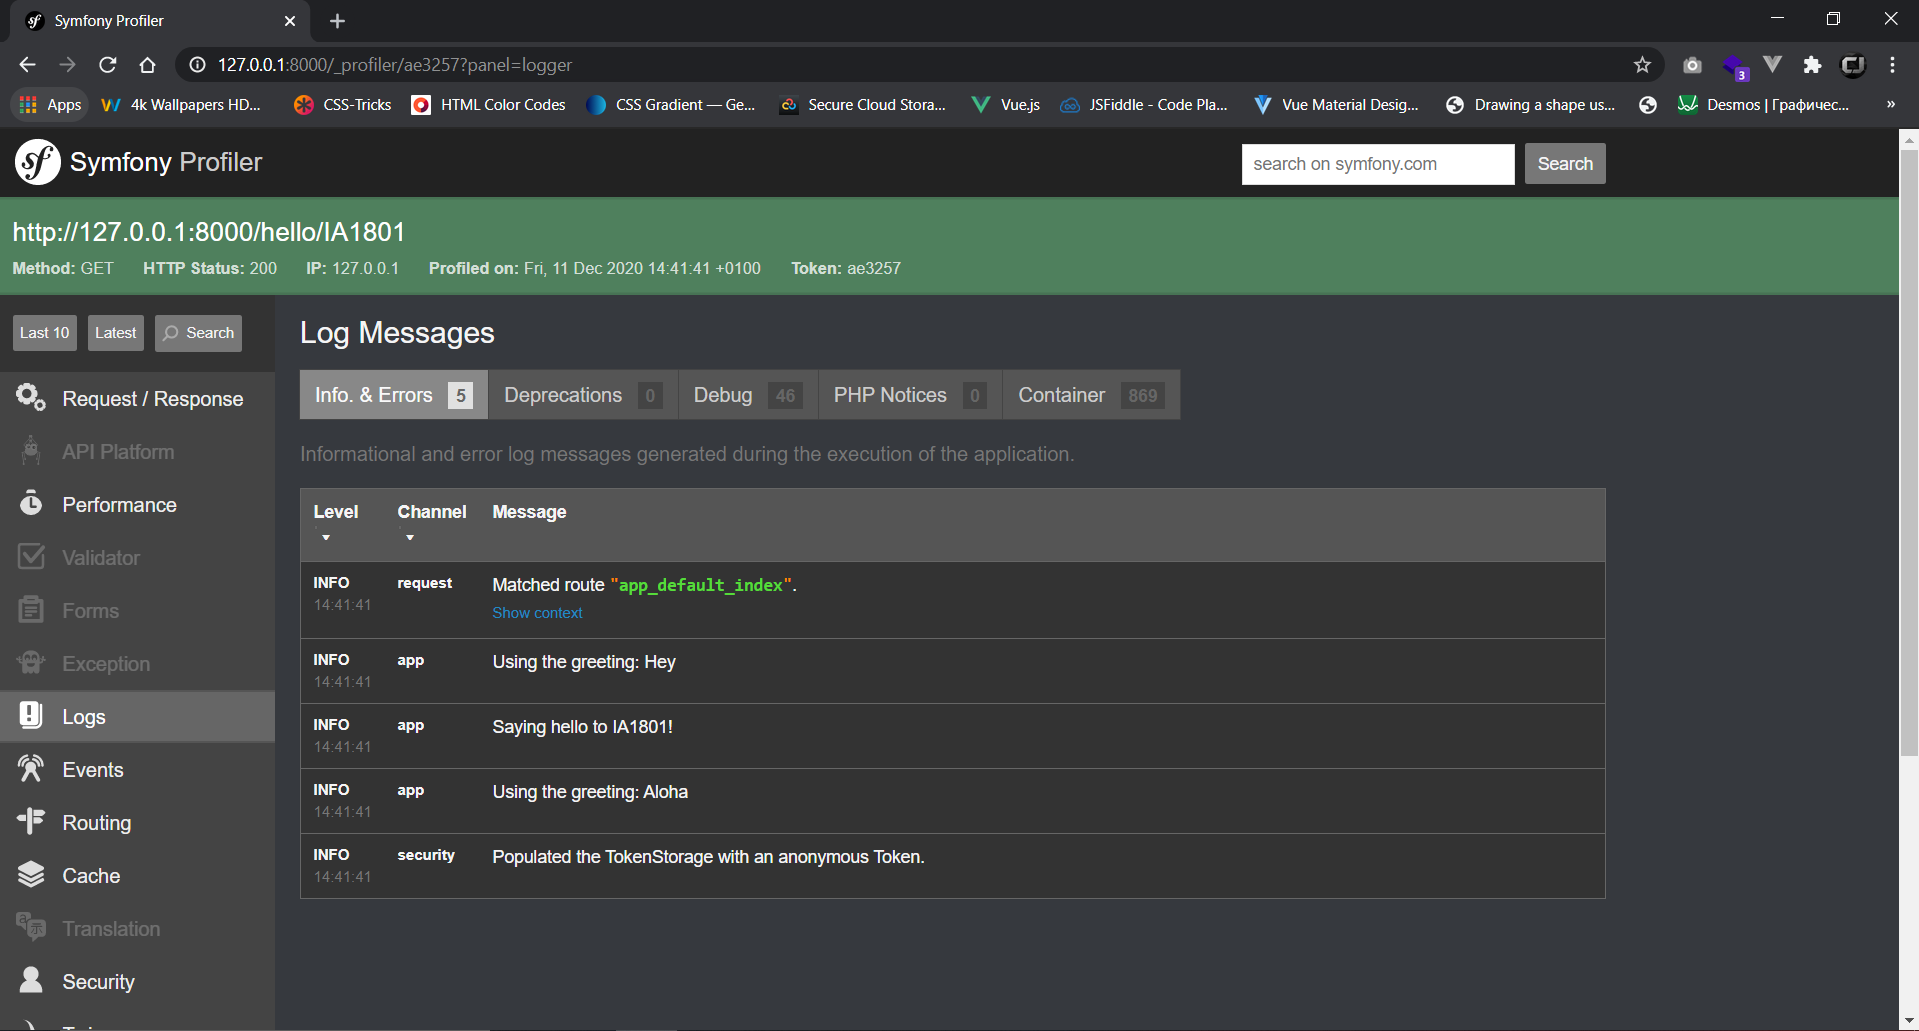 Symfony Profiler
127.0.0.1:8000/_profiler/ae3257?panel=logger
3
Apps 4k Wallpapers HD... CSS-Tricks HTML Color Codes CSS Gradient — Ge... Secure Cloud Stora... Vue.js JSFiddle - Code Pla... Vue Material Desig... Drawing a shape us... Desmos | Графичес... »
sf Symfony Profiler
search on symfony.com Search
http://127.0.0.1:8000/hello/IA1801
Method: GET HTTP Status: 200 IP: 127.0.0.1 Profiled on: Fri, 11 Dec 2020 14:41:41 +0100 Token: ae3257
Last 10 Latest Search
Request / Response
API Platform
Performance
Validator
Forms
Exception
Logs
Events
Routing
Cache
Translation
Security
Log Messages
Info. & Errors 5 Deprecations 0 Debug 46 PHP Notices 0 Container 869
Informational and error log messages generated during the execution of the application.
Level Channel Message
INFO request Matched route "app_default_index".
14:41:41 Show context
INFO app Using the greeting: Hey
14:41:41
INFO app Saying hello to IA1801!
14:41:41
INFO app Using the greeting: Aloha
14:41:41
INFO security Populated the TokenStorage with an anonymous Token.
14:41:41